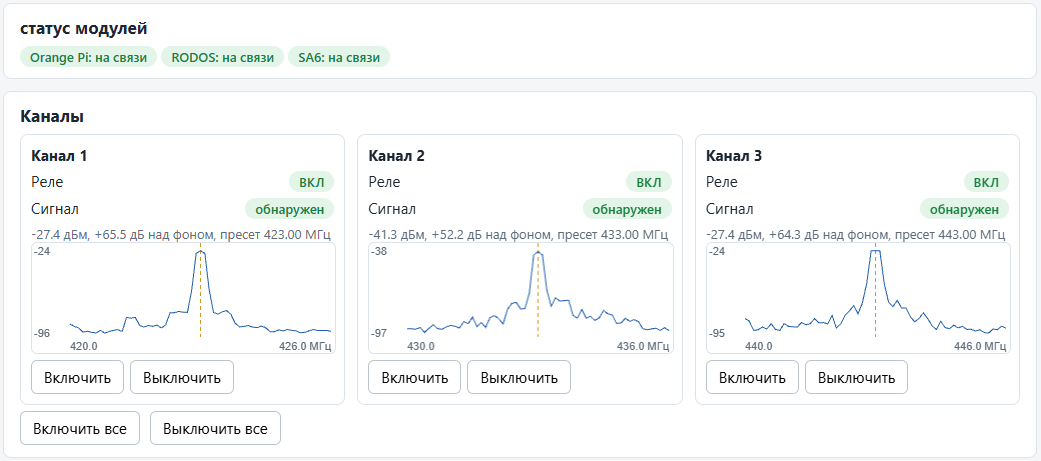 статус модулей
Orange Pi: на связи RODOS: на связи SA6: на связи
Каналы
Канал 1
Реле ВКЛ
Сигнал обнаружен
-27.4 дБм, +65.5 дБ над фоном, пресет 423.00 МГц
-24
-96
420.0 426.0 МГц
Включить Выключить
Канал 2
Реле ВКЛ
Сигнал обнаружен
-41.3 дБм, +52.2 дБ над фоном, пресет 433.00 МГц
-38
-97
430.0 436.0 МГц
Включить Выключить
Канал 3
Реле ВКЛ
Сигнал обнаружен
-27.4 дБм, +64.3 дБ над фоном, пресет 443.00 МГц
-24
-95
440.0 446.0 МГц
Включить Выключить
Включить все Выключить все